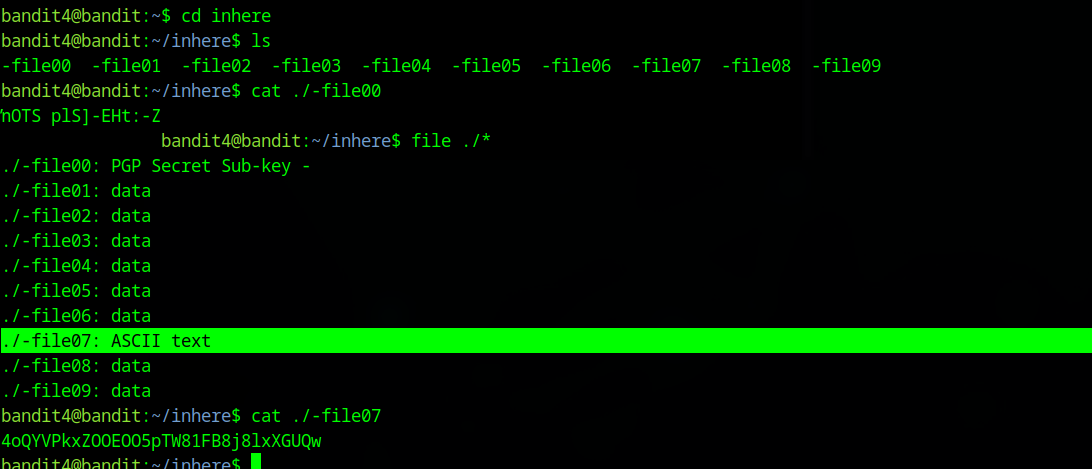 bandit4@bandit:~$ cd inhere
bandit4@bandit:~/inhere$ ls
-file00  -file01  -file02  -file03  -file04  -file05  -file06  -file07  -file08  -file09
bandit4@bandit:~/inhere$ cat ./-file00
nOTS plS]-EHt:-Z
bandit4@bandit:~/inhere$ file ./*
./-file00: PGP Secret Sub-key -
./-file01: data
./-file02: data
./-file03: data
./-file04: data
./-file05: data
./-file06: data
./-file07: ASCII text
./-file08: data
./-file09: data
bandit4@bandit:~/inhere$ cat ./-file07
4oQYVPkxZOOEOO5pTW81FB8j8lxXGUQw
bandit4@bandit:~/inhere$